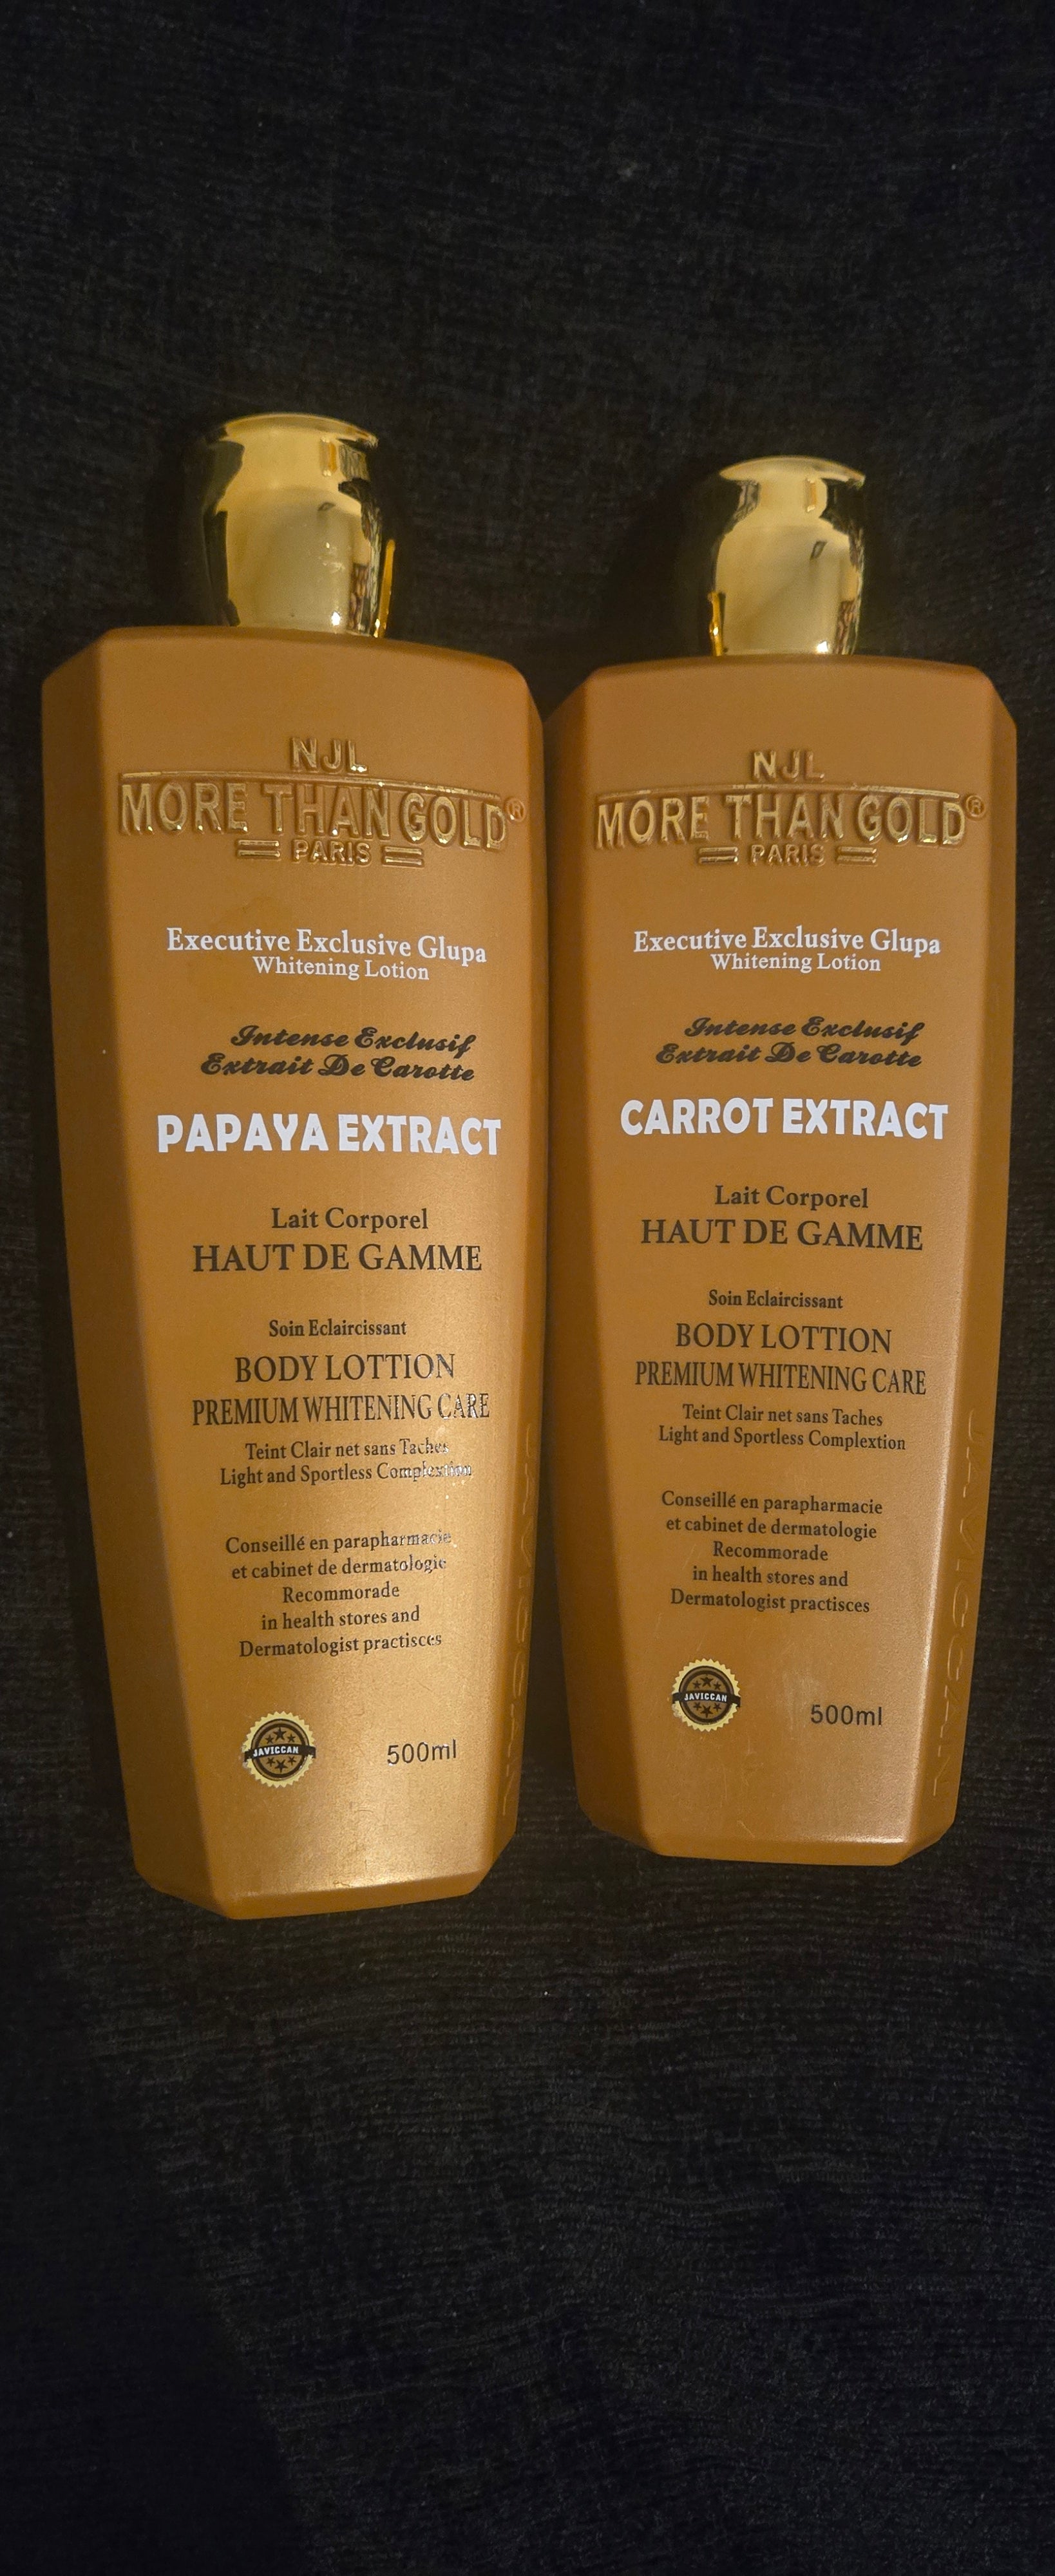 NJL
MORE THAN GOLD®
PARIS
Executive Exclusive Glupa
Whitening Lotion
Intense Exclusif
Extrait De Carotte
PAPAYA EXTRACT
Lait Corporel
HAUT DE GAMME
Soin Eclaircissant
BODY LOTTION
PREMIUM WHITENING CARE
Teint Clair net sans Taches
Light and Sportless Complextion
Conseillé en parapharmacie
et cabinet de dermatologie
Recommorade
in health stores and
Dermatologist practisces
JAVICCAN
500ml
NJL
MORE THAN GOLD®
PARIS
Executive Exclusive Glupa
Whitening Lotion
Intense Exclusif
Extrait De Carotte
CARROT EXTRACT
Lait Corporel
HAUT DE GAMME
Soin Eclaircissant
BODY LOTTION
PREMIUM WHITENING CARE
Teint Clair net sans Taches
Light and Sportless Complextion
Conseillé en parapharmacie
et cabinet de dermatologie
Recommorade
in health stores and
Dermatologist practisces
JAVICCAN
500ml